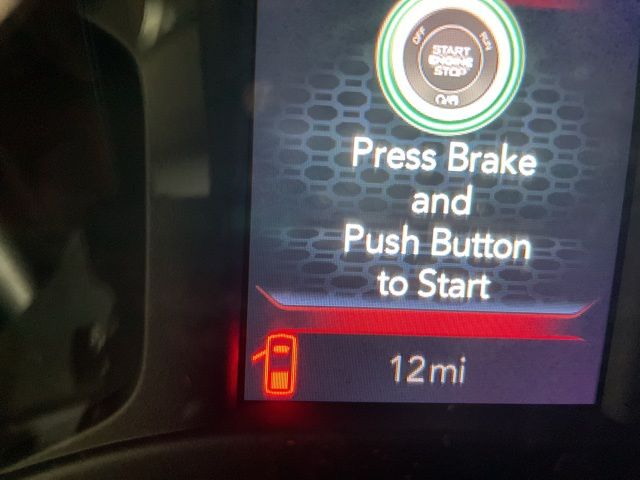 OFF
RUN
START
ENGINE
STOP
Press Brake
and
Push Button
to Start
12mi